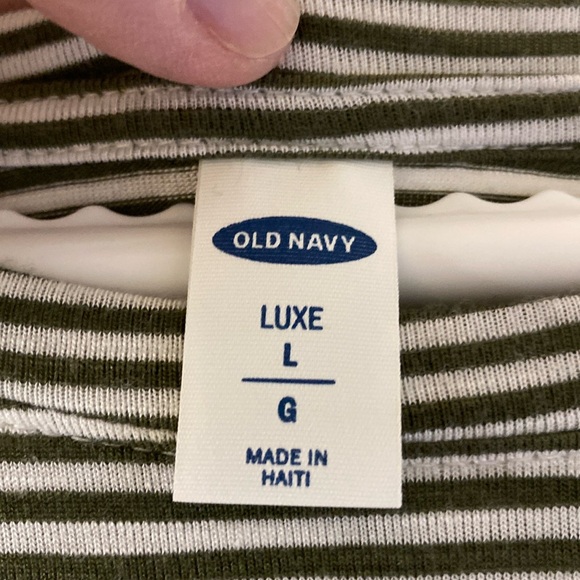 OLD NAVY
LUXE
L
G
MADE IN
HAITI